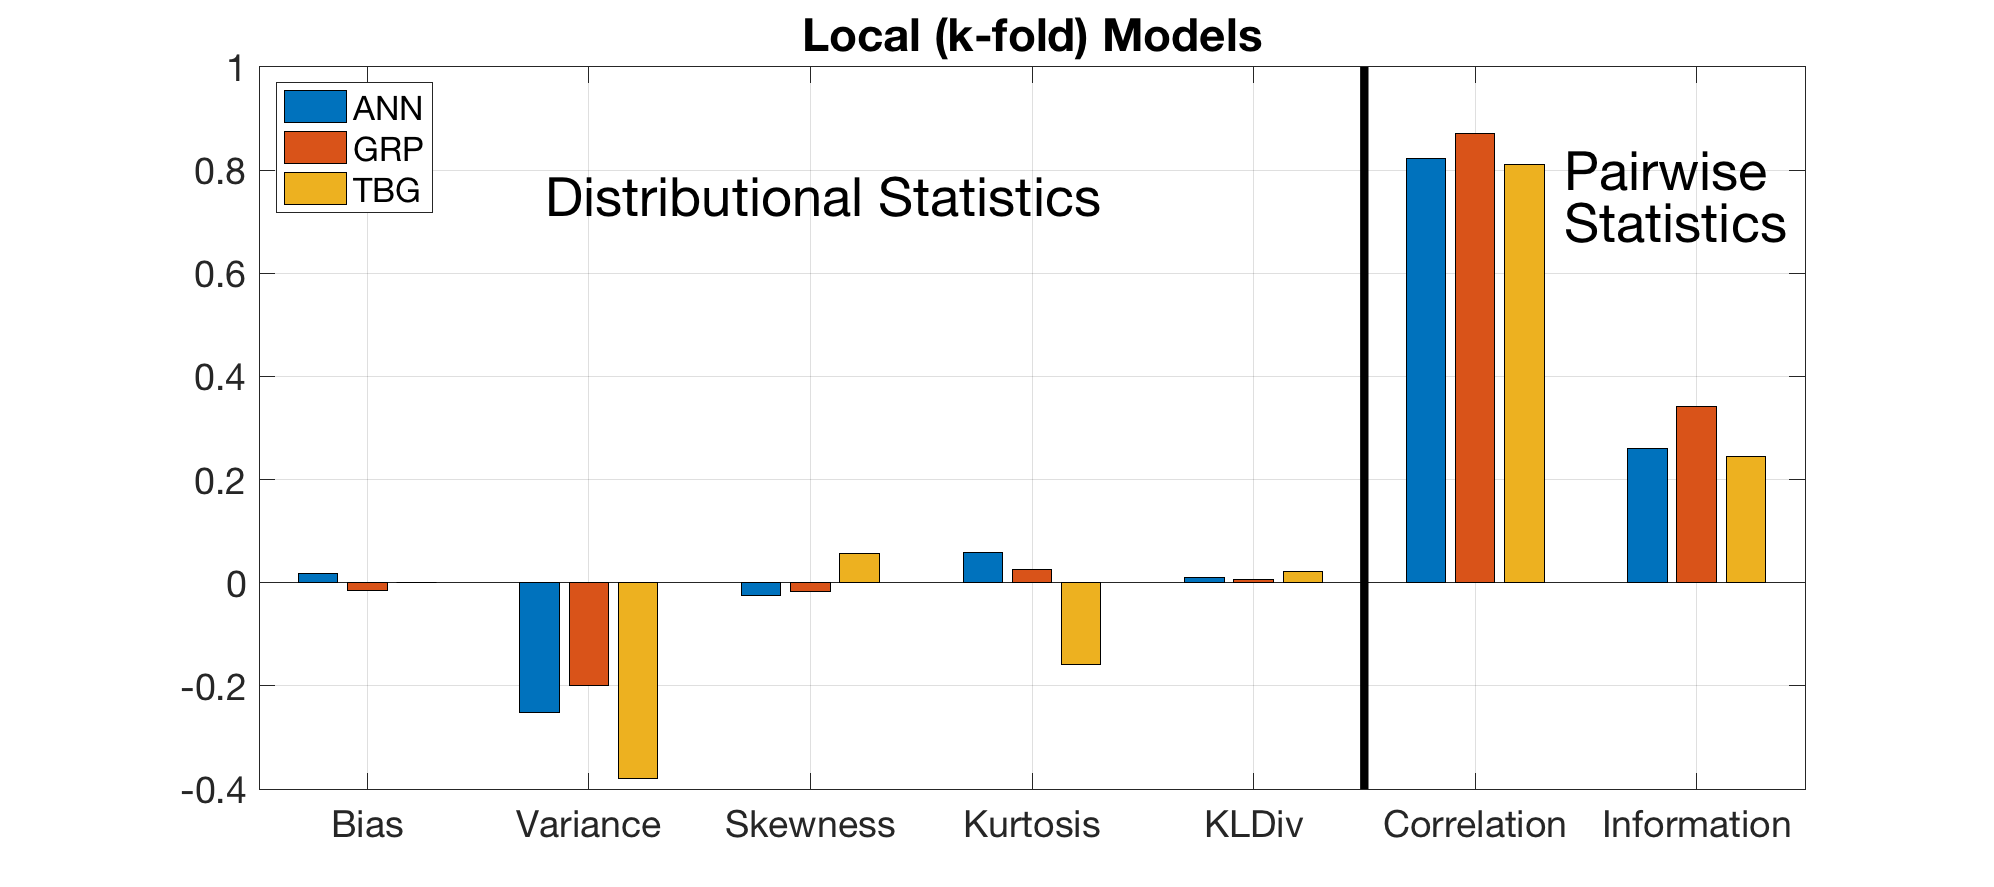 Local (k-fold) Models
1
0.8
0.6
0.4
0.2
0
-0.2
-0.4
ANN
GRP
TBG
Distributional Statistics
Pairwise
Statistics
Bias Variance Skewness Kurtosis KLDiv Correlation Information